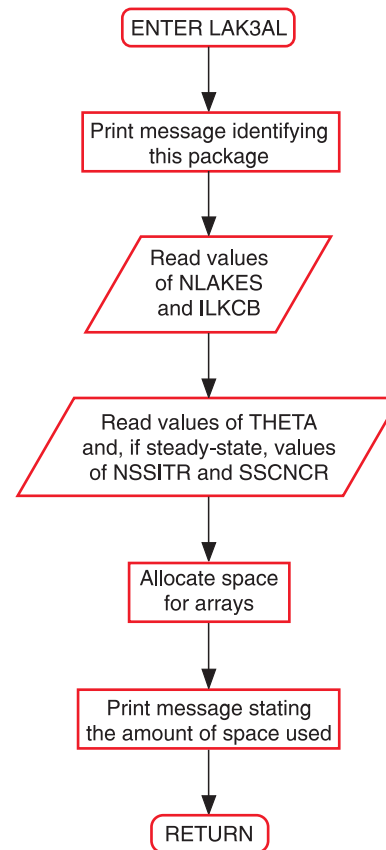 ENTER LAK3AL
Print message identifying
this package
Read values
of NLAKES
and ILKCB
Read values of THETA
and, if steady-state, values
of NSSITR and SSCNCR
Allocate space
for arrays
Print message stating
the amount of space used
RETURN